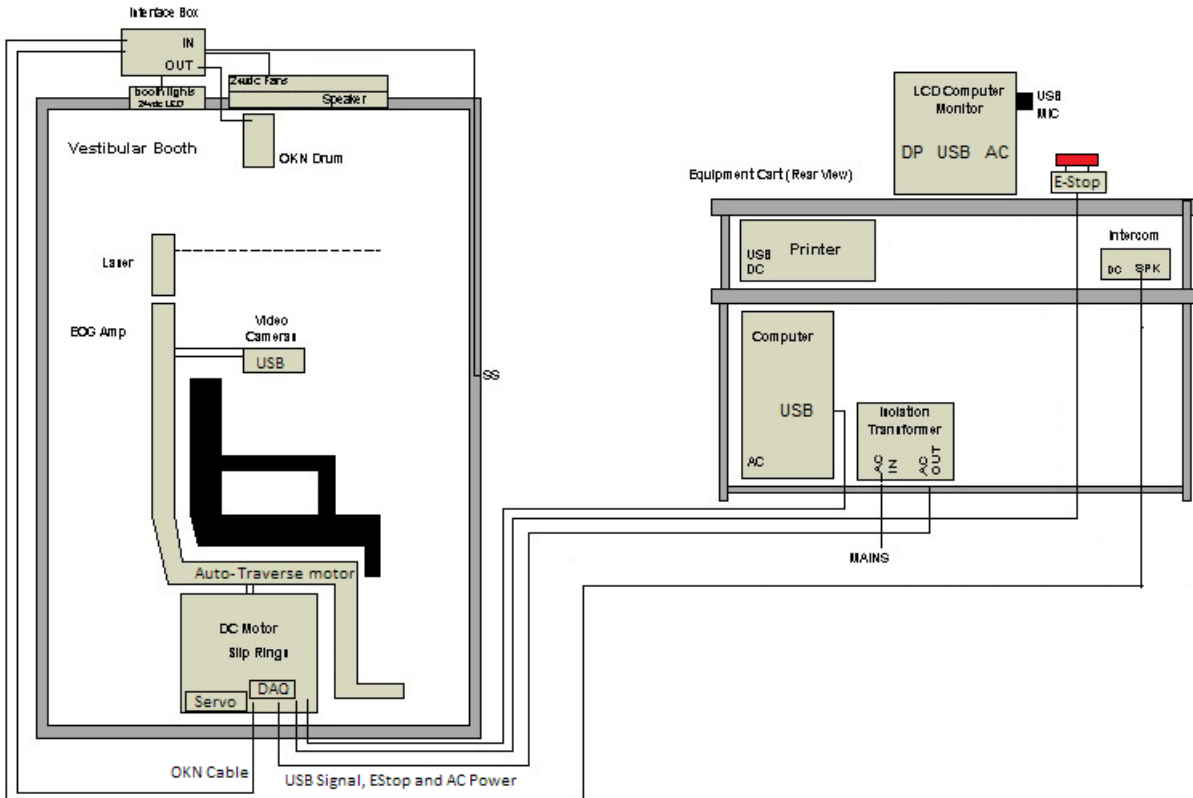 Interface Box
IN
OUT
booth lights
24vdc LED
24vdc Fans
Speaker
Vestibular Booth
OKN Drum
Laser
EOG Amp
Video
Cameras
USB
SS
Auto-Traverse motor
DC Motor
Slip Rings
DAQ
Servo
OKN Cable
USB Signal, EStop and AC Power
LCD Computer
Monitor
DP USB AC
USB
MIC
E-Stop
Equipment Cart (Rear View)
Printer
USB
DC
Intercom
DC SPK
Computer
USB
AC
Isolation
Transformer
AC
IN
AC
OUT
MAINS